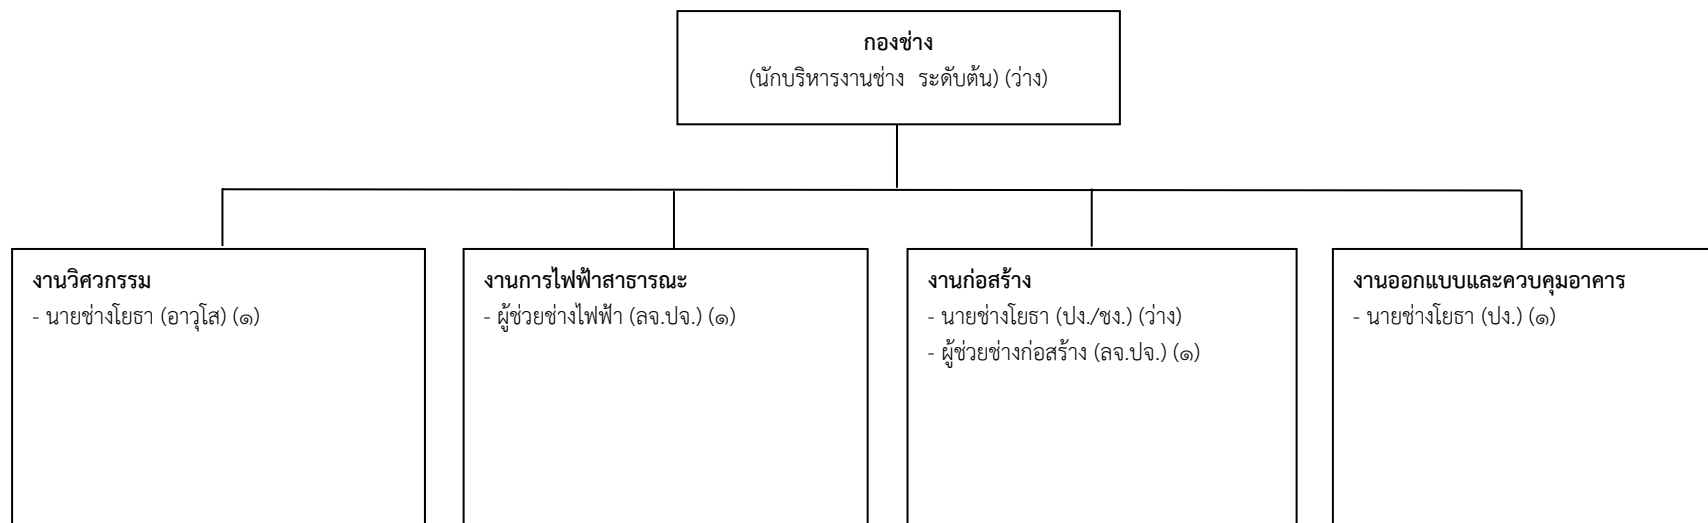 กองช่าง
(นักบริหารงานช่าง ระดับต้น) (ว่าง)
งานวิศวกรรม
- นายช่างโยธา (อาวุโส) (๑)
งานการไฟฟ้าสาธารณะ
- ผู้ช่วยช่างไฟฟ้า (ลจ.ปจ.) (๑)
งานก่อสร้าง
- นายช่างโยธา (ปง./ชง.) (ว่าง)
- ผู้ช่วยช่างก่อสร้าง (ลจ.ปจ.) (๑)
งานออกแบบและควบคุมอาคาร
- นายช่างโยธา (ปง.) (๑)